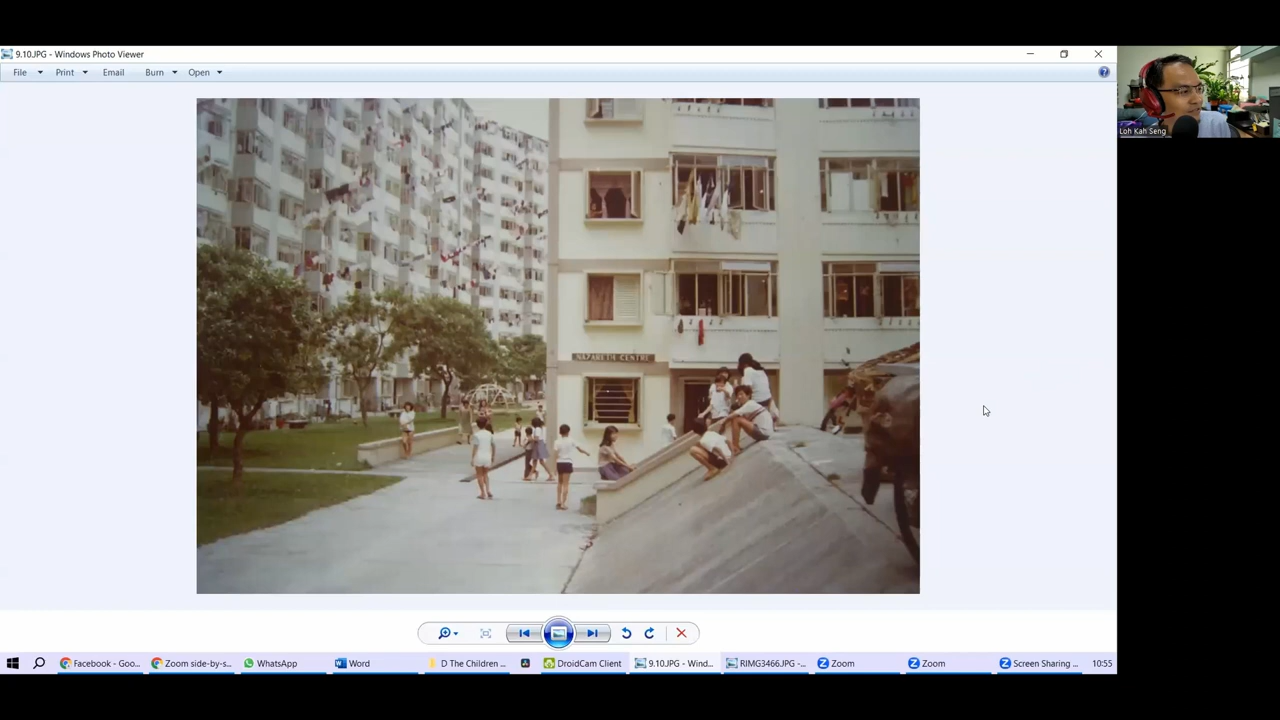 9.10.JPG - Windows Photo Viewer
File Print Email Burn Open
Loh Kah Seng
NAZARETH CENTRE
Facebook - Goo... Zoom side-by-s... WhatsApp Word D The Children ... DroidCam Client 9.10.JPG - Wind... RIMG3466.JPG -... Zoom Zoom Screen Sharing ... 10:55